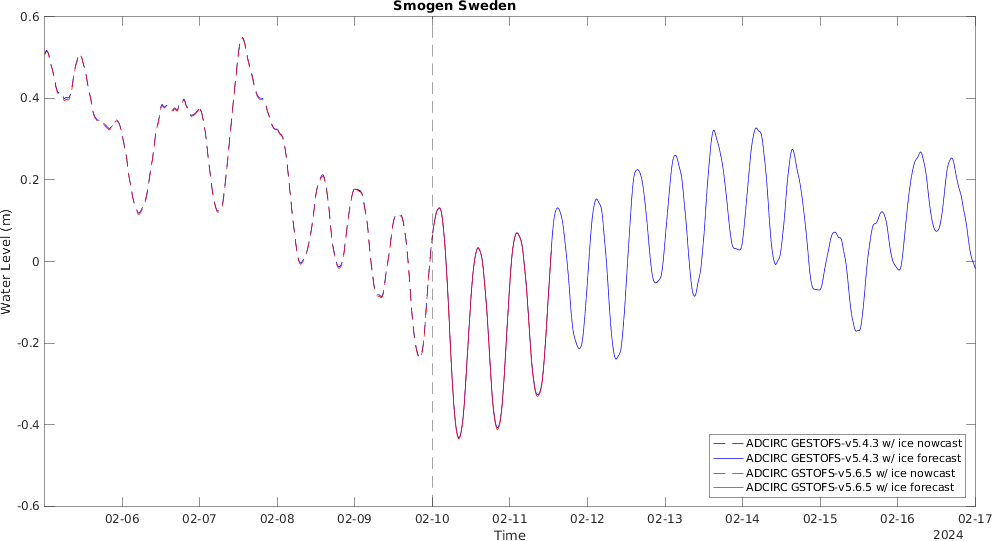 Smogen Sweden
0.6
0.4
0.2
0
-0.2
-0.4
-0.6
Water Level (m)
02-06 02-07 02-08 02-09 02-10 02-11 02-12 02-13 02-14 02-15 02-16 02-17
Time
2024
ADCIRC GESTOFS-v5.4.3 w/ ice nowcast
ADCIRC GESTOFS-v5.4.3 w/ ice forecast
ADCIRC GSTOFS-v5.6.5 w/ ice nowcast
ADCIRC GSTOFS-v5.6.5 w/ ice forecast